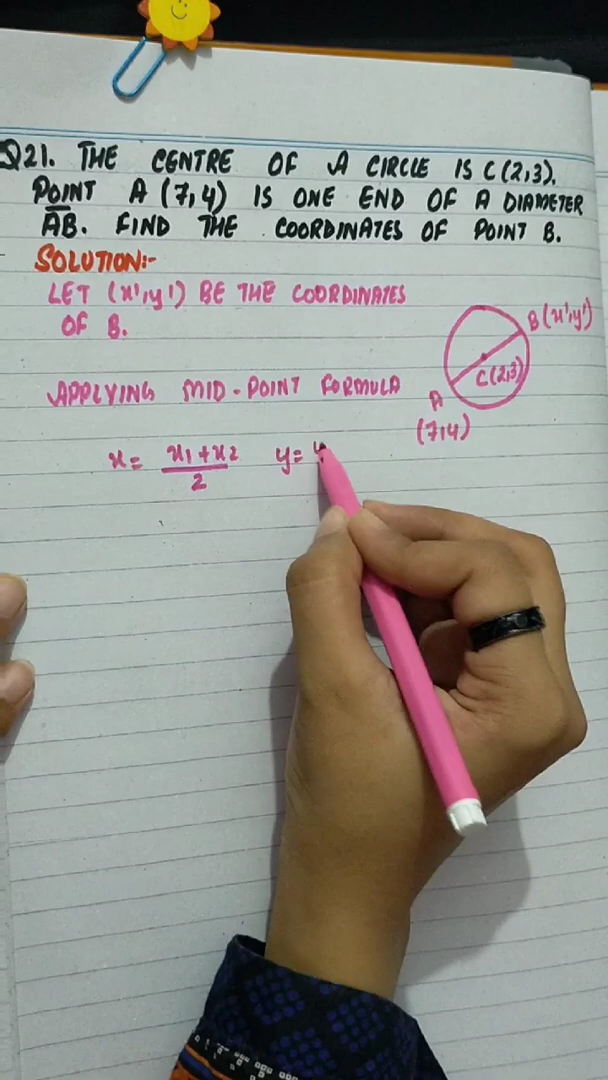 Q21. THE CENTRE OF A CIRCLE IS C(2,3).
POINT A (7,4) IS ONE END OF A DIAMETER
AB. FIND THE COORDINATES OF POINT B.
SOLUTION:-
LET (x',y') BE THE COORDINATES
OF B.
B(x',y')
C(2,3)
A
(7,4)
APPLYING MID-POINT FORMULA
x = x1+x2 / 2 y = y